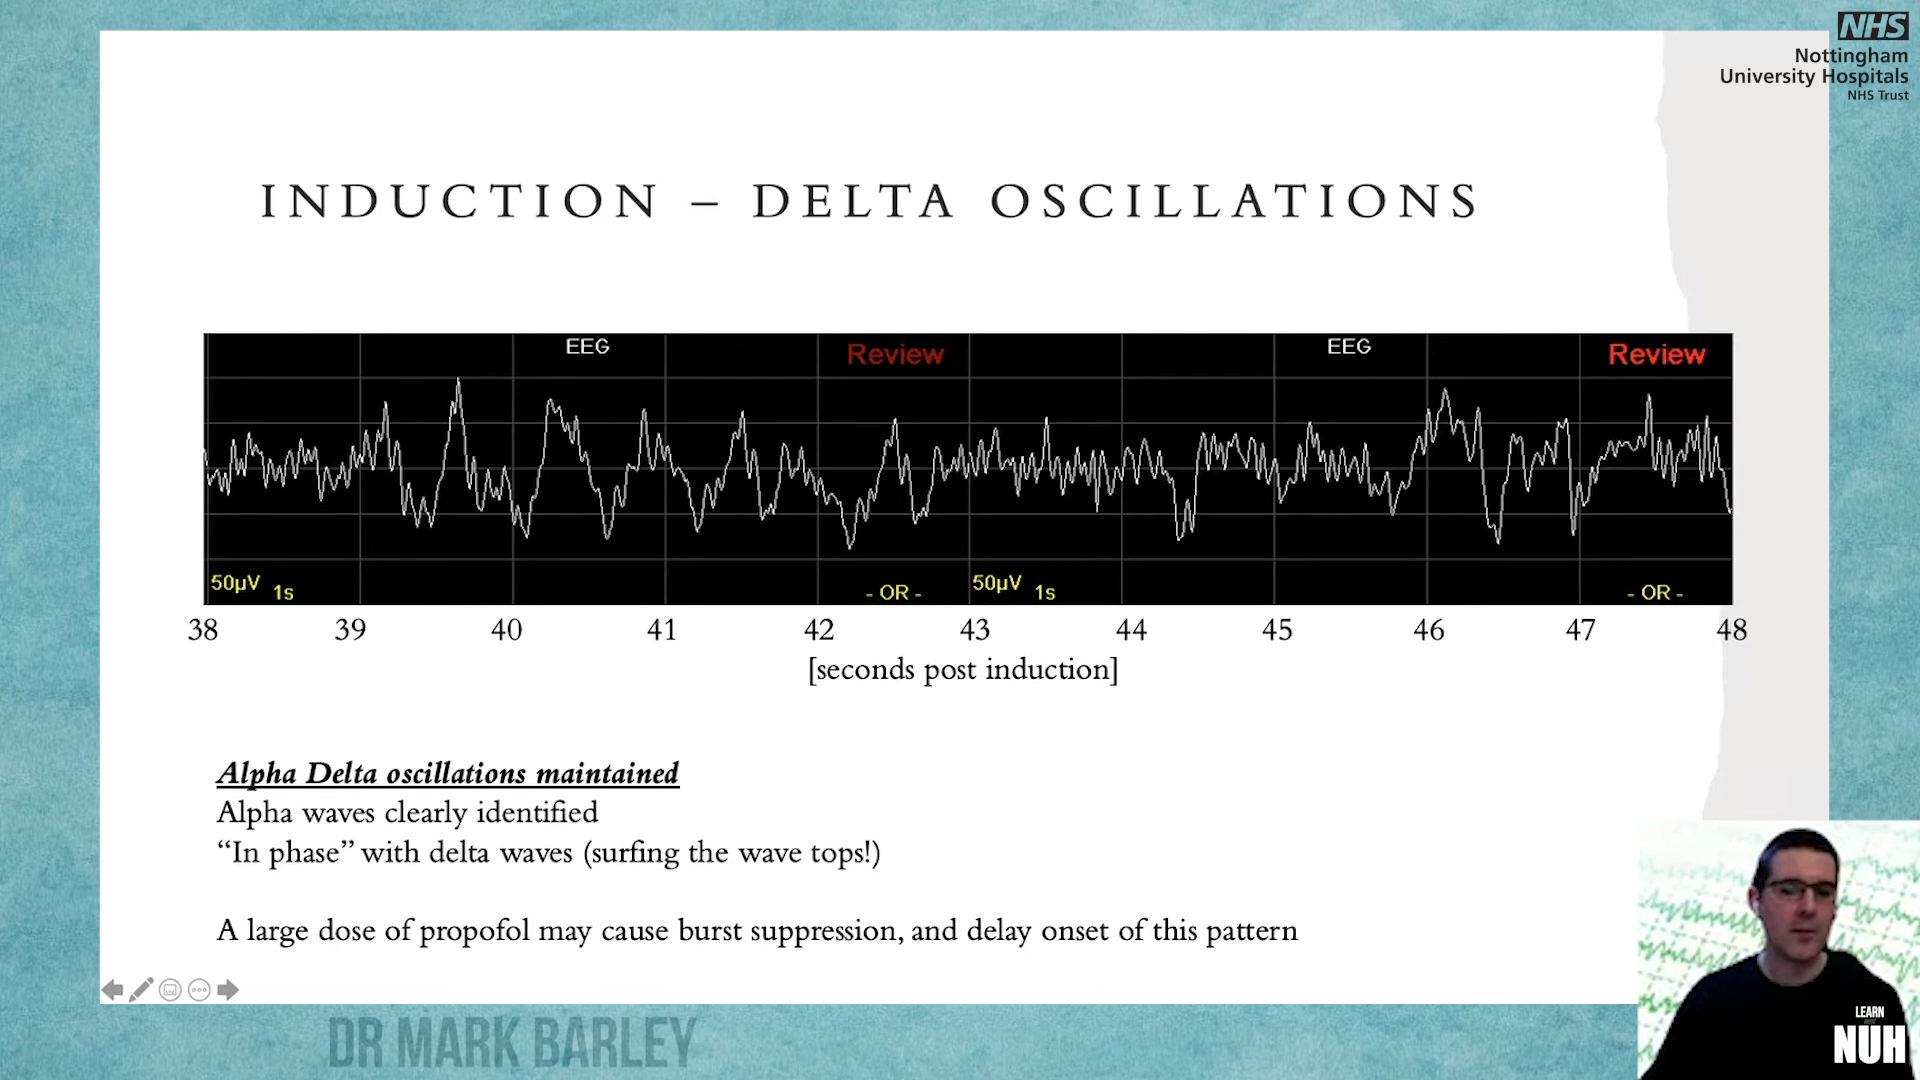 NHS
Nottingham
University Hospitals
NHS Trust
INDUCTION – DELTA OSCILLATIONS
EEG
Review
EEG
Review
50µV
1s
- OR -
50µV
1s
- OR -
38 39 40 41 42 43 44 45 46 47 48
[seconds post induction]
Alpha Delta oscillations maintained
Alpha waves clearly identified
“In phase” with delta waves (surfing the wave tops!)
A large dose of propofol may cause burst suppression, and delay onset of this pattern
DR MARK BARLEY
LEARN
NUH